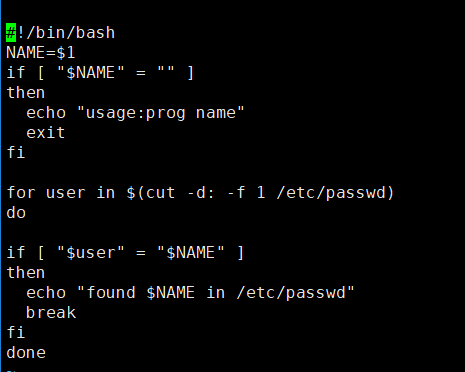 #!/bin/bash
NAME=$1
if [ "$NAME" = "" ]
then
  echo "usage:prog name"
  exit
fi

for user in $(cut -d: -f 1 /etc/passwd)
do

if [ "$user" = "$NAME" ]
then
  echo "found $NAME in /etc/passwd"
  break
fi
done
~